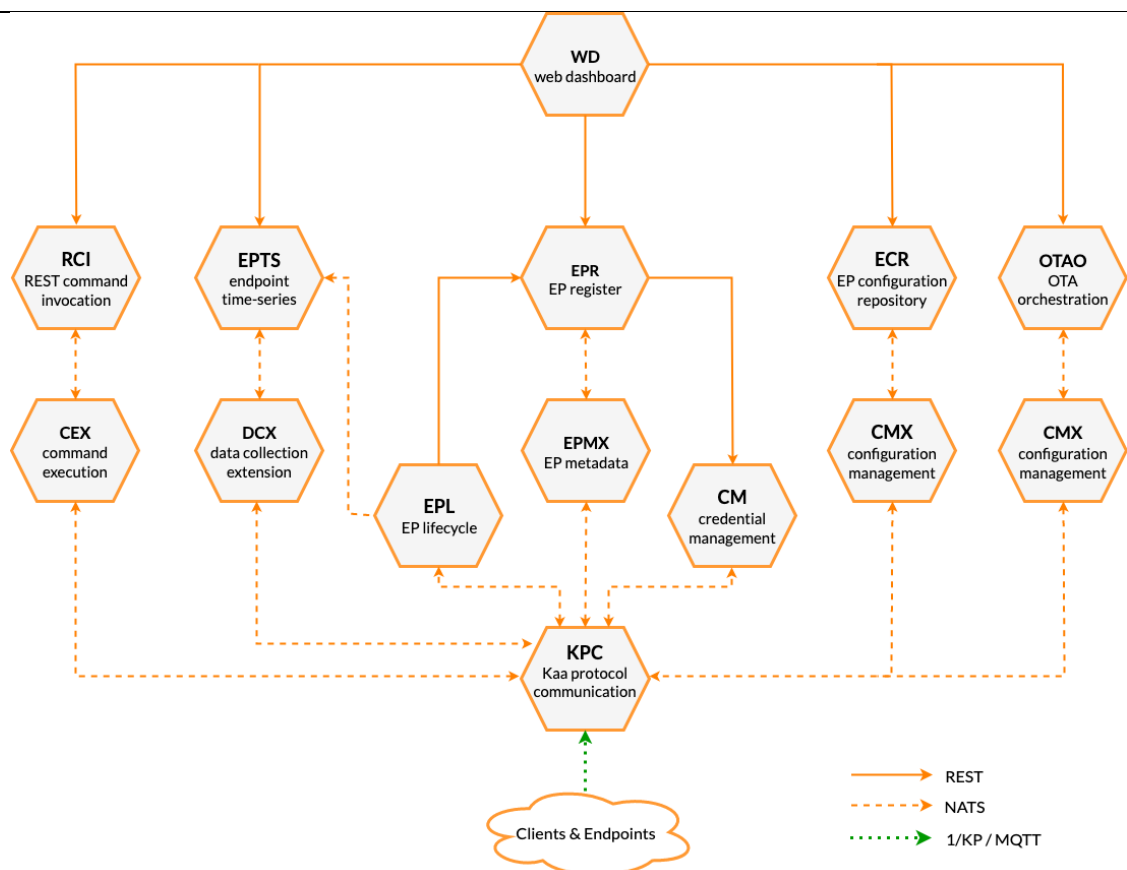 WD
web dashboard
RCI
REST command
invocation
EPTS
endpoint
time-series
EPR
EP register
ECR
EP configuration
repository
OTAO
OTA
orchestration
CEX
command
execution
DCX
data collection
extension
EPL
EP lifecycle
EPMX
EP metadata
CM
credential
management
CMX
configuration
management
CMX
configuration
management
KPC
Kaa protocol
communication
Clients & Endpoints
REST
NATS
1/KP / MQTT